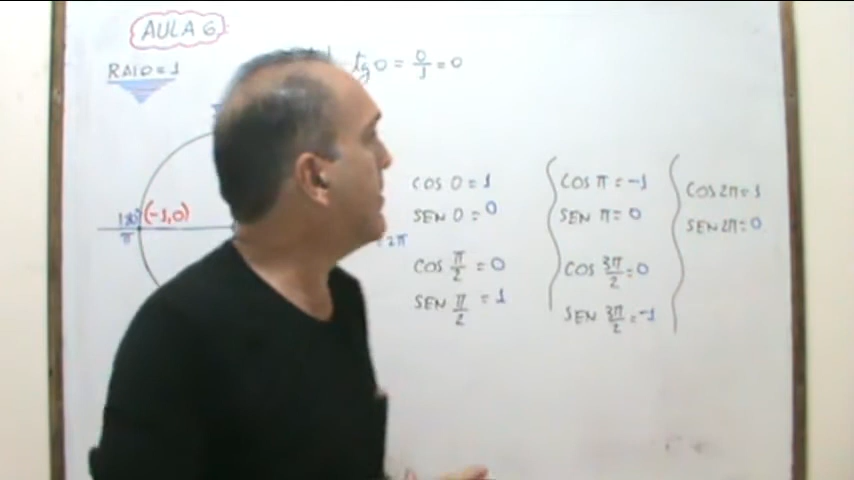 AULA 6
RAIO = 1
tg 0 = 0/1 = 0
180° (-1,0)
π
= 2π
COS 0 = 1
SEN 0 = 0
COS π/2 = 0
SEN π/2 = 1
COS π = -1
SEN π = 0
COS 3π/2 = 0
SEN 3π/2 = -1
COS 2π = 1
SEN 2π = 0